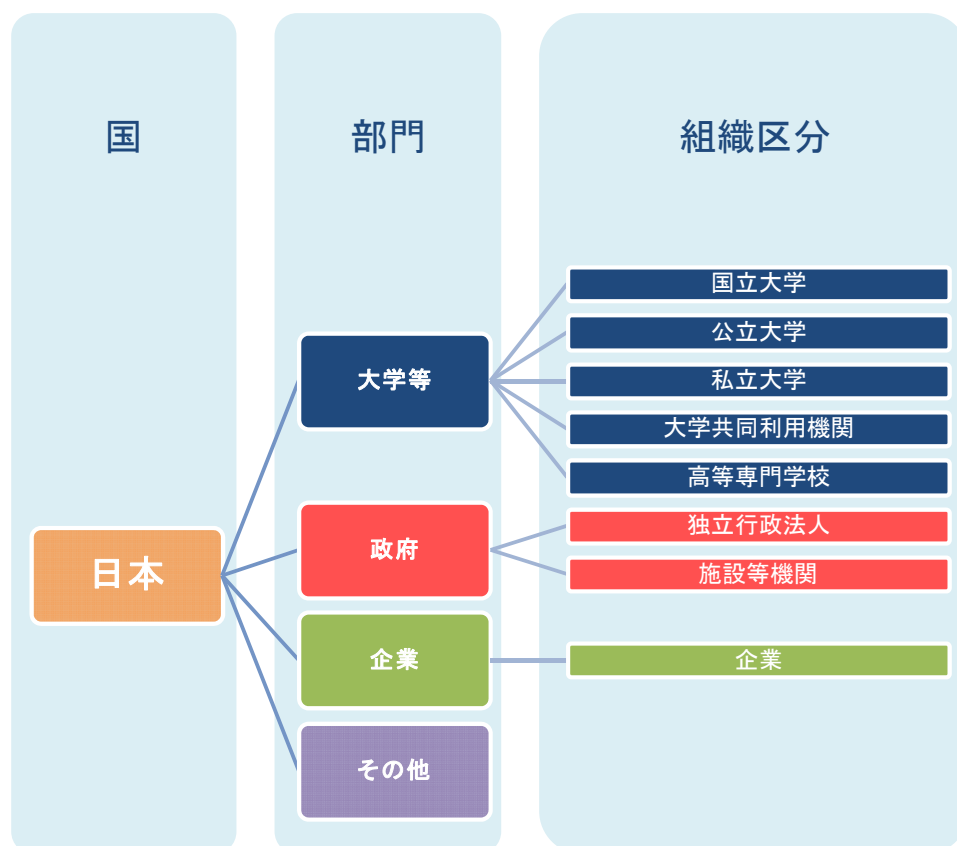 国
部門
組織区分
日本
大学等
政府
企業
その他
国立大学
公立大学
私立大学
大学共同利用機関
高等専門学校
独立行政法人
施設等機関
企業